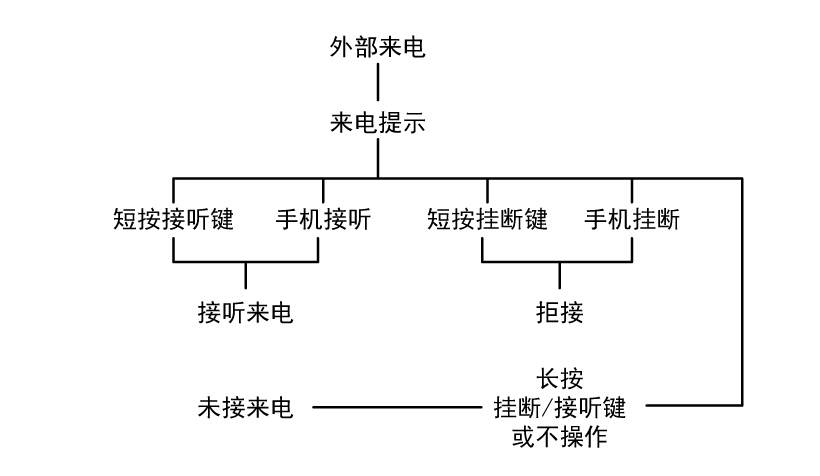 外部来电
来电提示
短按接听键
手机接听
短按挂断键
手机挂断
接听来电
拒接
未接来电
长按
挂断/接听键
或不操作